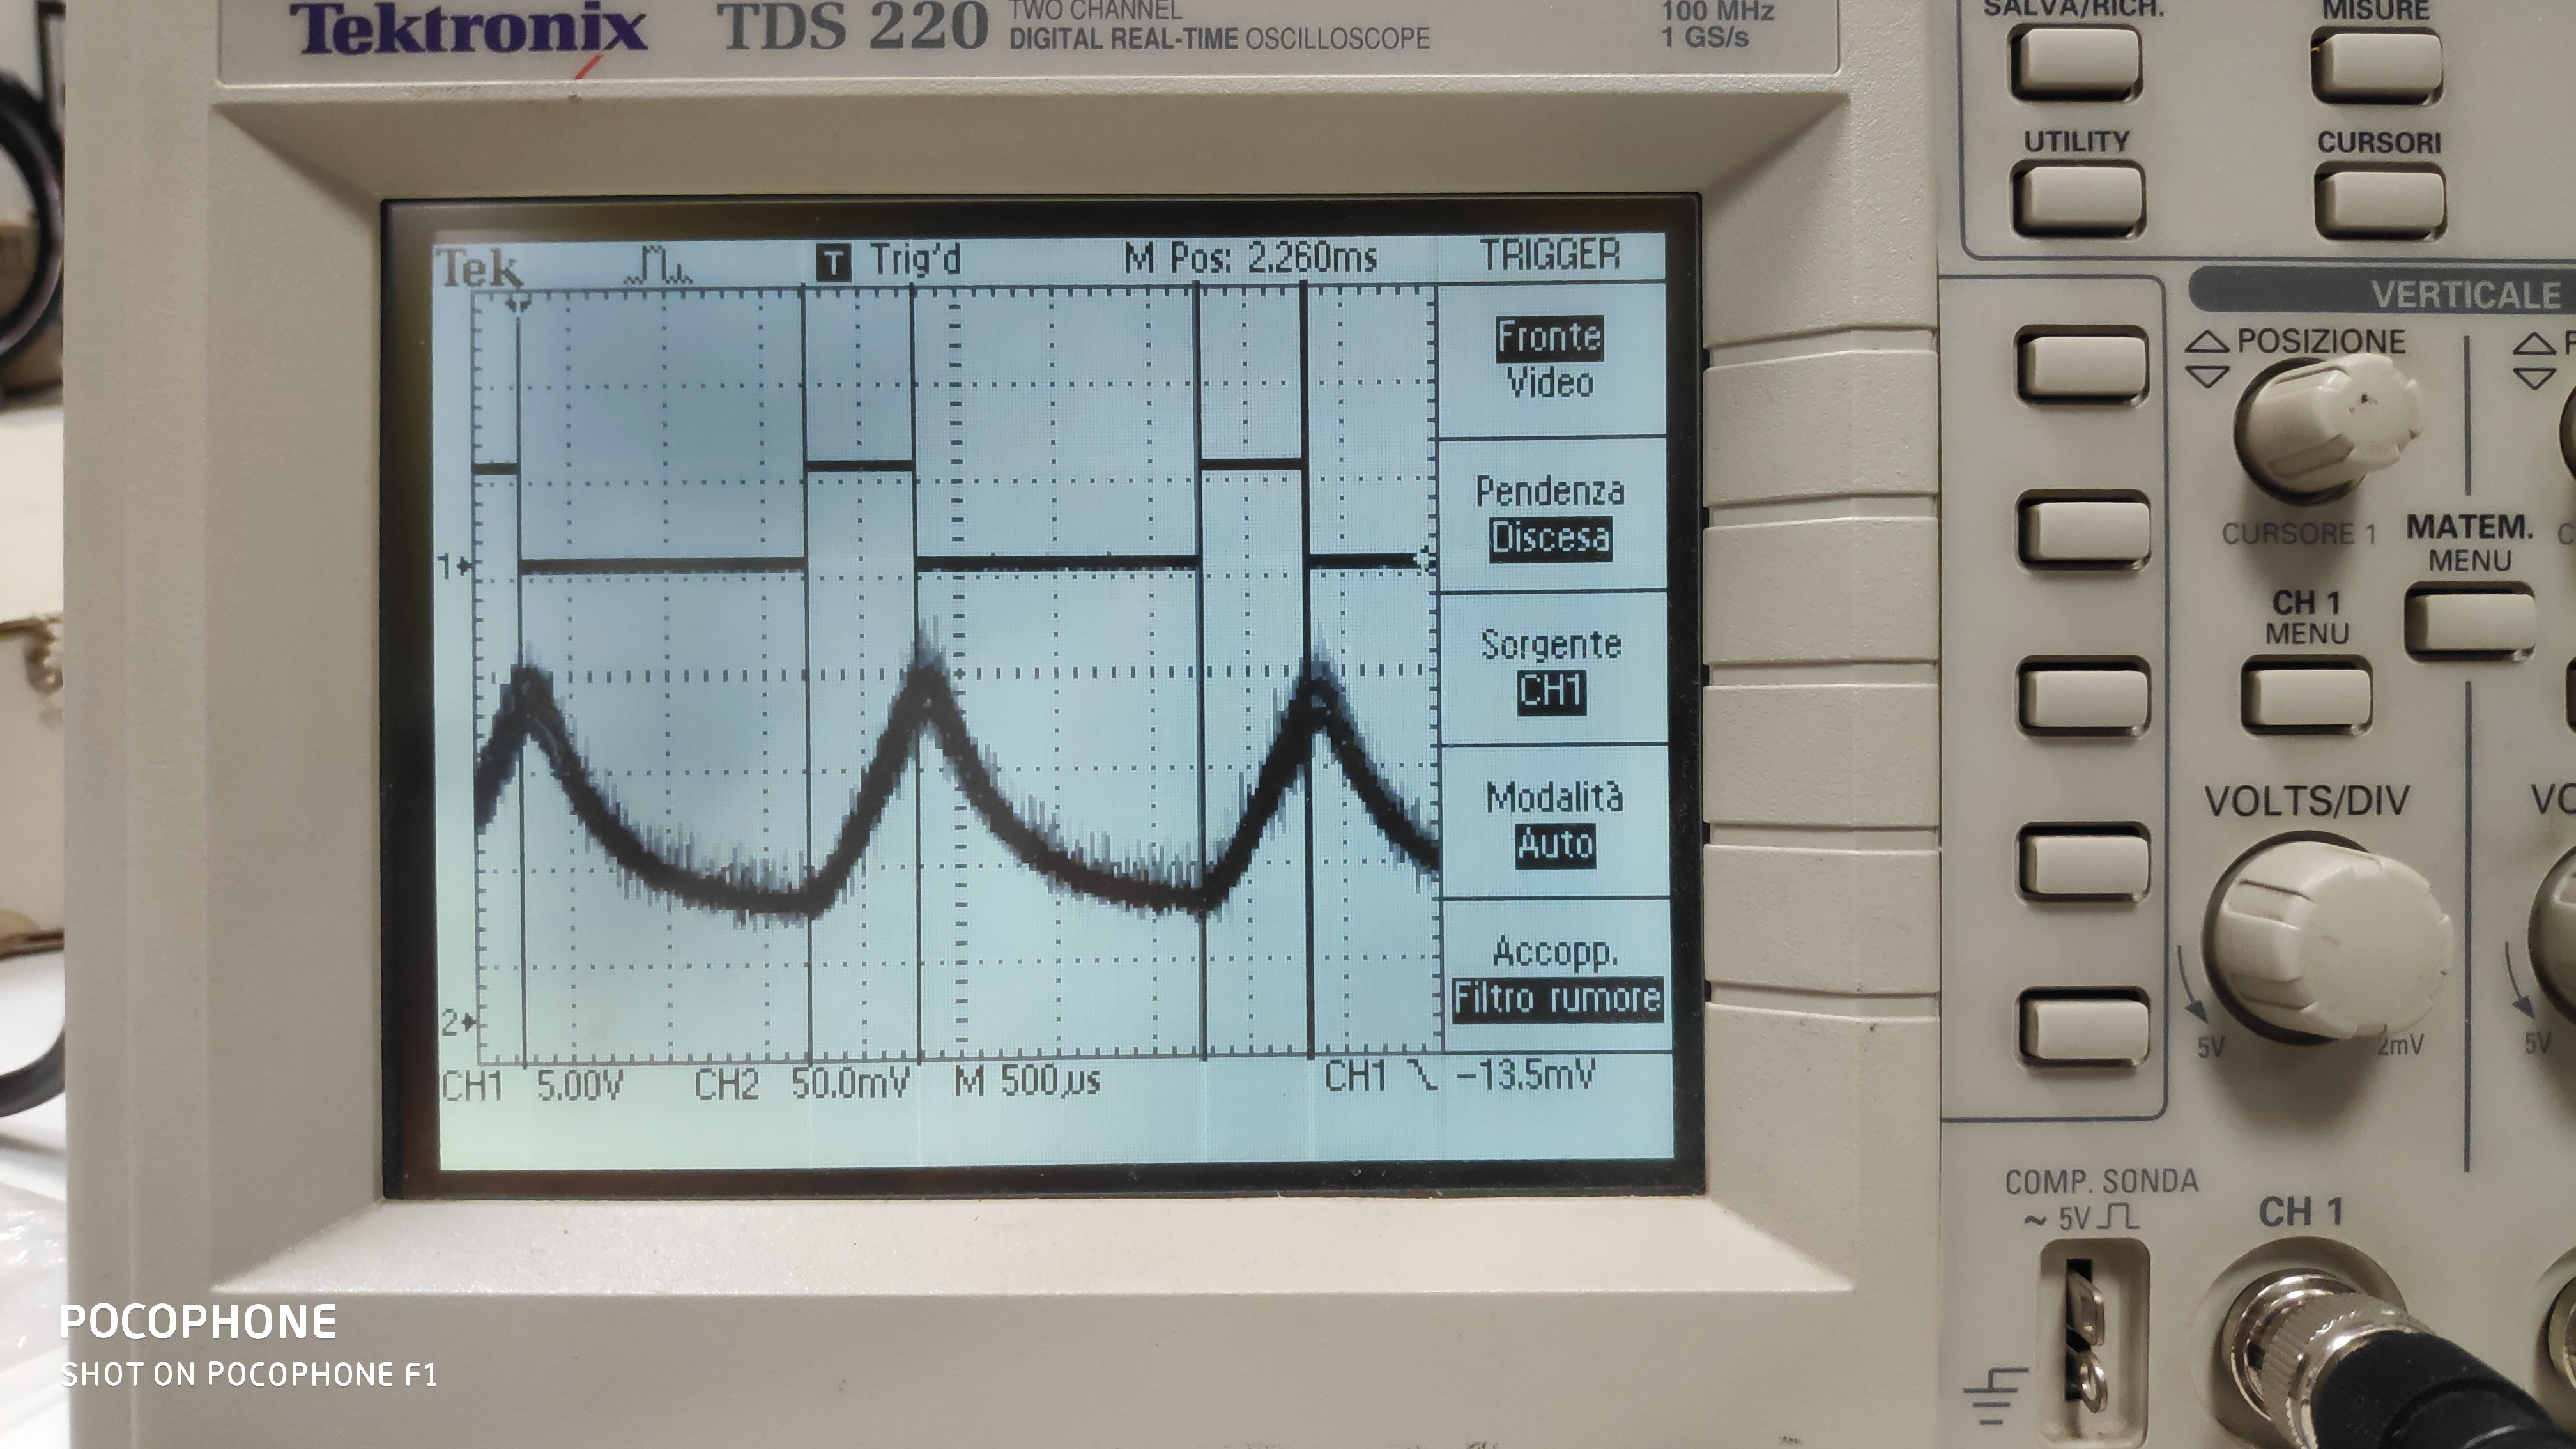 Tektronix TDS 220 TWO CHANNEL
DIGITAL REAL-TIME OSCILLOSCOPE
100 MHz
1 GS/s
SALVA/RICH.
MISURE
UTILITY
CURSORI
VERTICALE
POSIZIONE
CURSORE 1
MATEM.
MENU
CH 1
MENU
VOLTS/DIV
5V
2mV
5V
COMP. SONDA
~ 5V
CH 1
Tek
T Trig'd
M Pos: 2.260ms
TRIGGER
Fronte
Video
Pendenza
Discesa
Sorgente
CH1
Modalità
Auto
Accopp.
Filtro rumore
1
2
CH1 5.00V CH2 50.0mV M 500µs CH1 -13.5mV
POCOPHONE
SHOT ON POCOPHONE F1